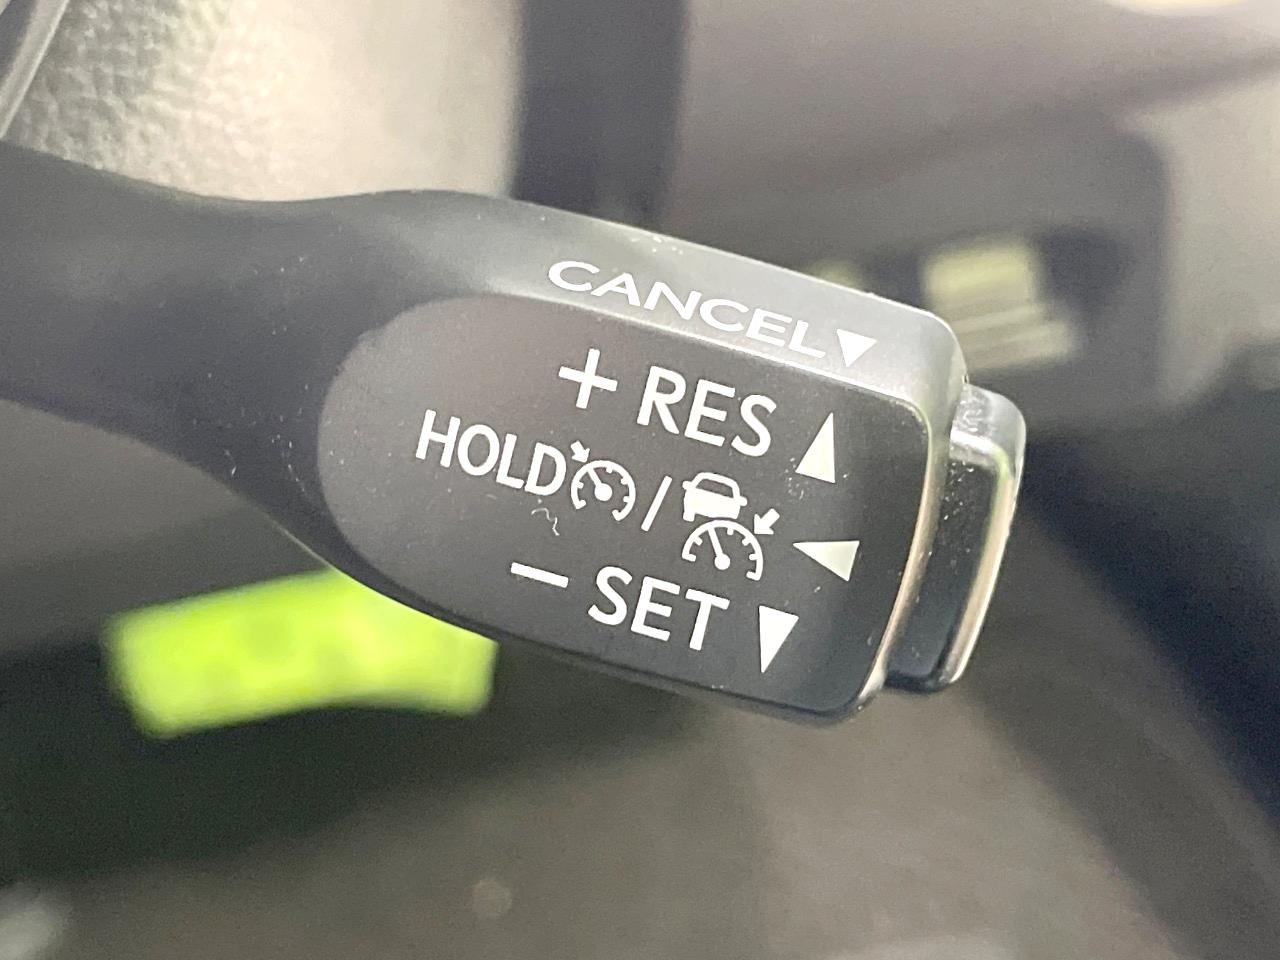 CANCEL▼
+ RES ▲
HOLD / ◀
− SET ▼